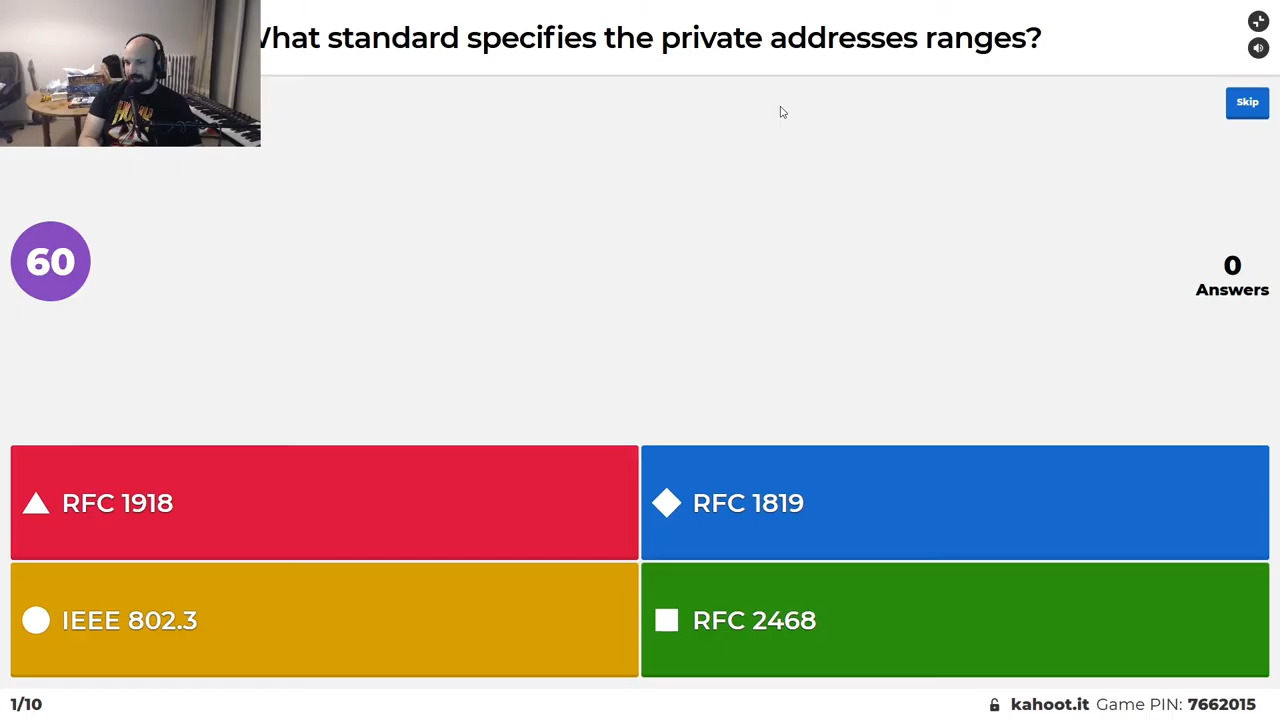 hat standard specifies the private addresses ranges?
Skip
60
0
Answers
RFC 1918
RFC 1819
IEEE 802.3
RFC 2468
1/10
kahoot.it Game PIN: 7662015